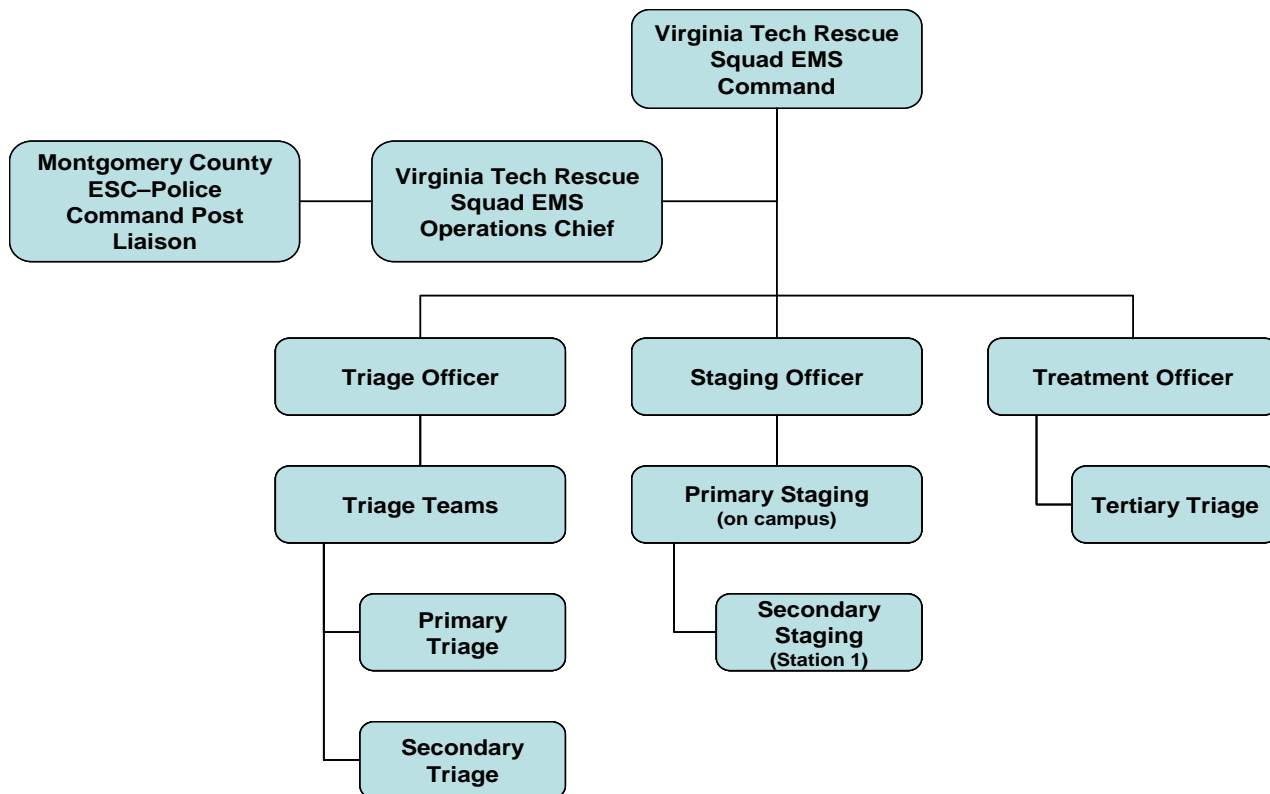 Virginia Tech Rescue
Squad EMS
Command
Montgomery County
ESC–Police
Command Post
Liaison
Virginia Tech Rescue
Squad EMS
Operations Chief
Triage Officer
Staging Officer
Treatment Officer
Triage Teams
Primary Staging
(on campus)
Tertiary Triage
Primary
Triage
Secondary
Staging
(Station 1)
Secondary
Triage